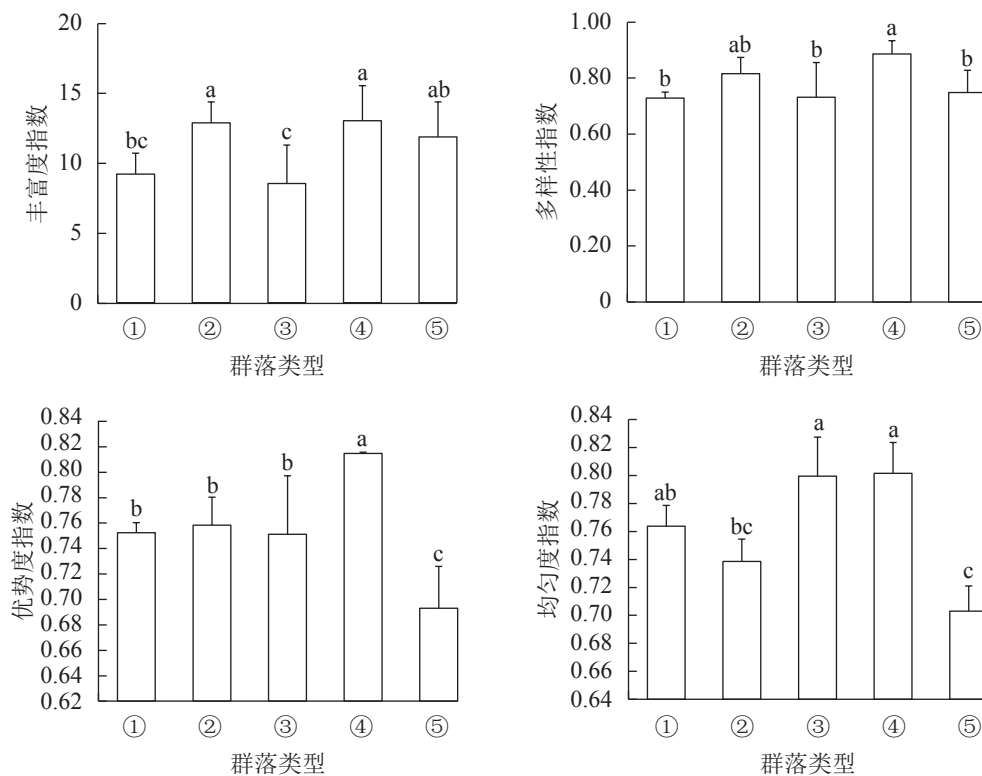 20
15
10
5
0
丰富度指数
bc
a
c
a
ab
① ② ③ ④ ⑤
群落类型
1.00
0.80
0.60
0.40
0.20
0
多样性指数
b
ab
b
a
b
① ② ③ ④ ⑤
群落类型
0.84
0.82
0.80
0.78
0.76
0.74
0.72
0.70
0.68
0.66
0.64
0.62
优势度指数
b
b
b
a
c
① ② ③ ④ ⑤
群落类型
0.84
0.82
0.80
0.78
0.76
0.74
0.72
0.70
0.68
0.66
0.64
均匀度指数
ab
bc
a
a
c
① ② ③ ④ ⑤
群落类型